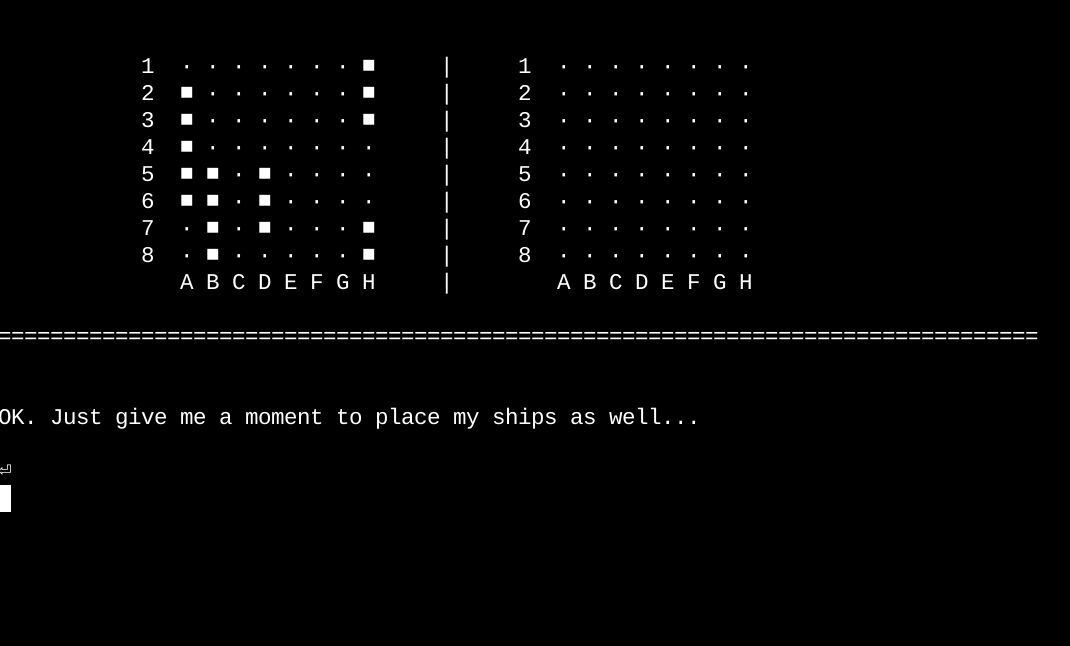 1 · · · · · · · ■ | 1 · · · · · · · ·
2 ■ · · · · · · ■ | 2 · · · · · · · ·
3 ■ · · · · · · ■ | 3 · · · · · · · ·
4 ■ · · · · · · · | 4 · · · · · · · ·
5 ■ ■ · ■ · · · · | 5 · · · · · · · ·
6 ■ ■ · ■ · · · · | 6 · · · · · · · ·
7 · ■ · ■ · · · ■ | 7 · · · · · · · ·
8 · ■ · · · · · ■ | 8 · · · · · · · ·
A B C D E F G H | A B C D E F G H
================================================================================
OK. Just give me a moment to place my ships as well...
⏎